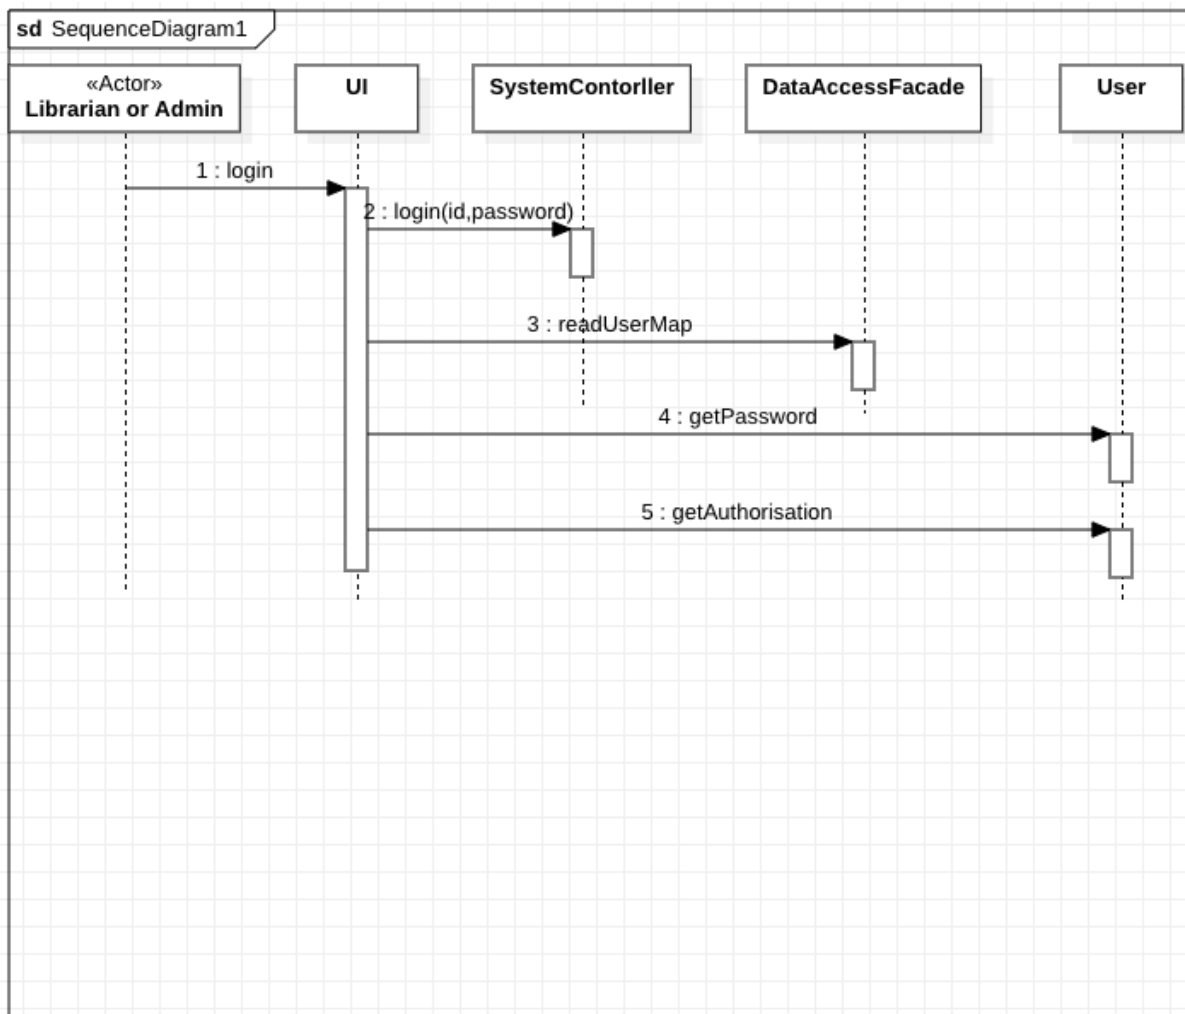 sd SequenceDiagram1
«Actor»
Librarian or Admin
UI
SystemContorller
DataAccessFacade
User
1 : login
2 : login(id,password)
3 : readUserMap
4 : getPassword
5 : getAuthorisation